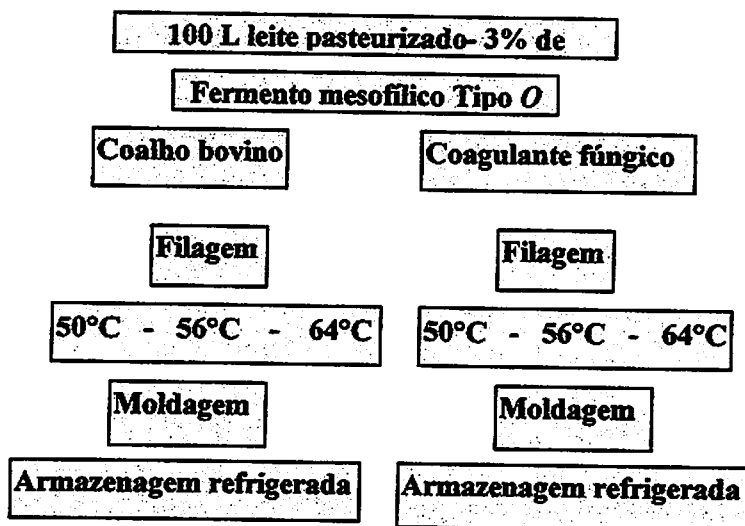 100 L leite pasteurizado- 3% de
Fermento mesofílico Tipo O
Coalho bovino
Coagulante fúngico
Filagem
Filagem
50°C - 56°C - 64°C
50°C - 56°C - 64°C
Moldagem
Moldagem
Armazenagem refrigerada
Armazenagem refrigerada